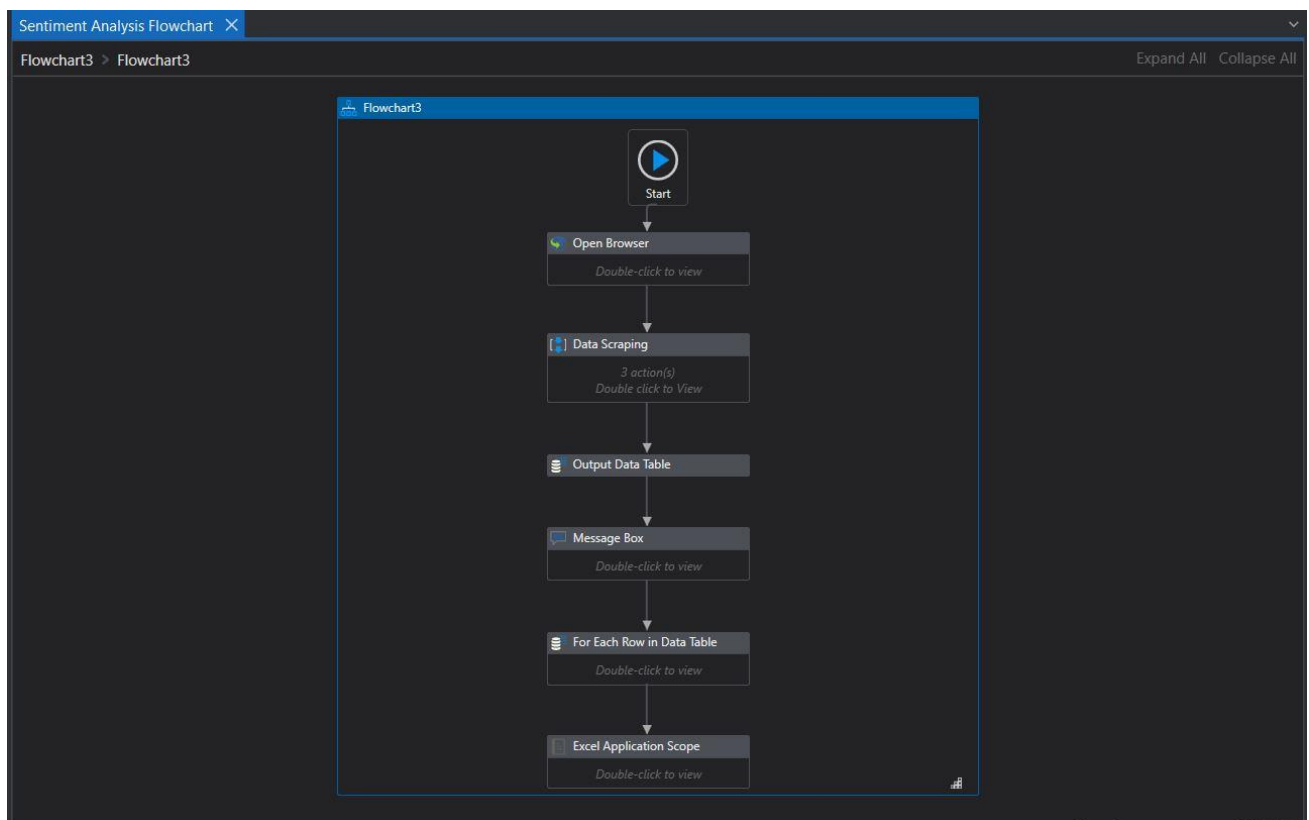 Sentiment Analysis Flowchart
Flowchart3 > Flowchart3
Expand All Collapse All
Flowchart3
Start
Open Browser
Double-click to view
Data Scraping
3 action(s)
Double click to View
Output Data Table
Message Box
Double-click to view
For Each Row in Data Table
Double-click to view
Excel Application Scope
Double-click to view